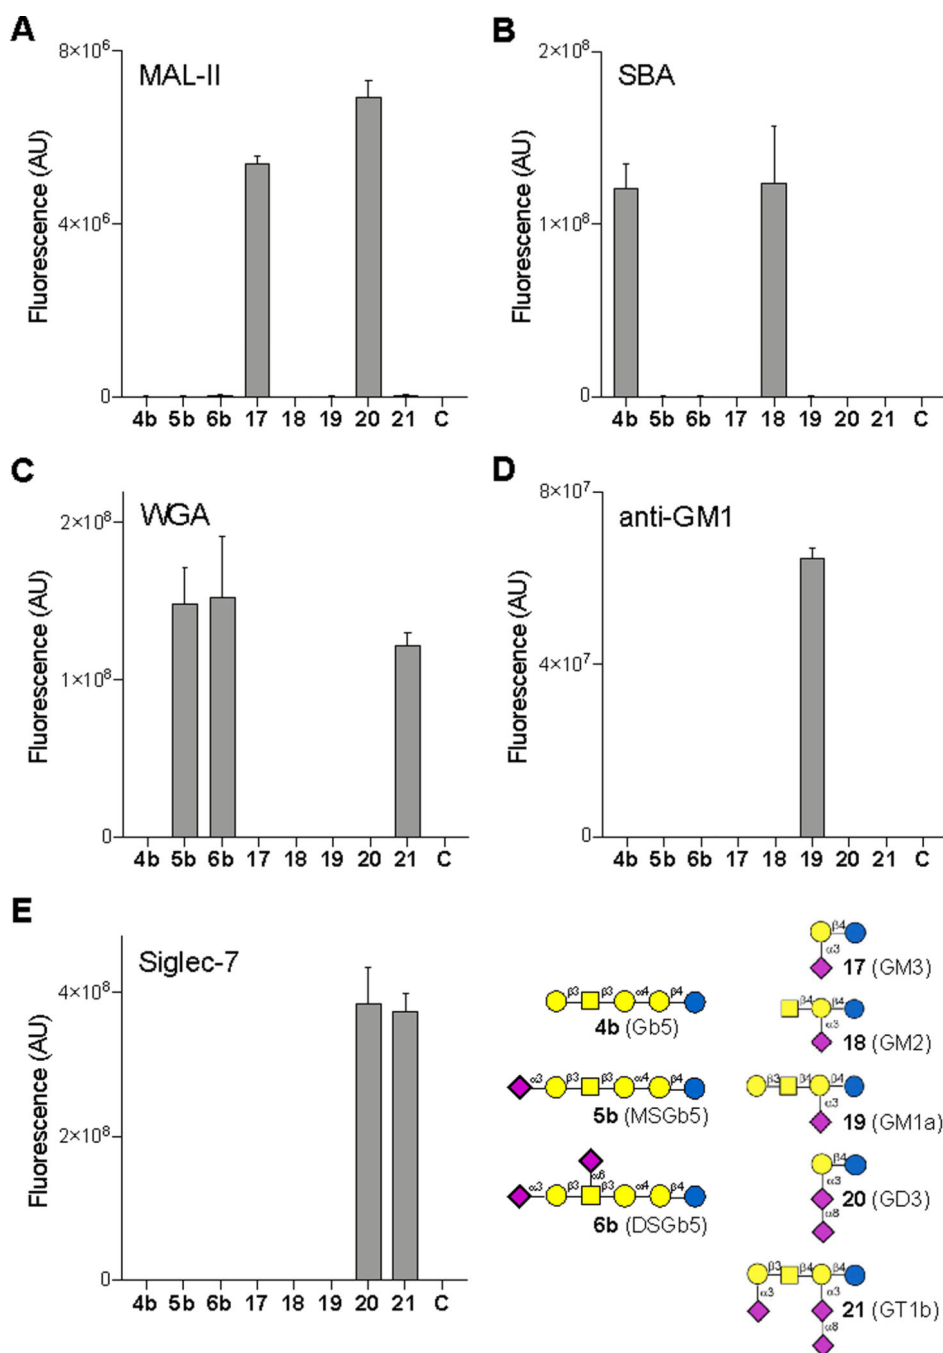 A
MAL-II
Fluorescence (AU)
8×10⁶
4×10⁶
0
4b 5b 6b 17 18 19 20 21 C
B
SBA
Fluorescence (AU)
2×10⁸
1×10⁸
0
4b 5b 6b 17 18 19 20 21 C
C
WGA
Fluorescence (AU)
2×10⁸
1×10⁸
0
4b 5b 6b 17 18 19 20 21 C
D
anti-GM1
Fluorescence (AU)
8×10⁷
4×10⁷
0
4b 5b 6b 17 18 19 20 21 C
E
Siglec-7
Fluorescence (AU)
4×10⁸
2×10⁸
0
4b 5b 6b 17 18 19 20 21 C
β3 β3 α4 β4
4b (Gb5)
α3 β3 β3 α4 β4
5b (MSGb5)
α6
α3 β3 β3 α4 β4
6b (DSGb5)
β4
α3
17 (GM3)
β4 β4
α3
18 (GM2)
β3 β4 β4
α3
19 (GM1a)
β4
α3
20 (GD3)
α8
β3 β4 β4
α3 α3
21 (GT1b)
α8